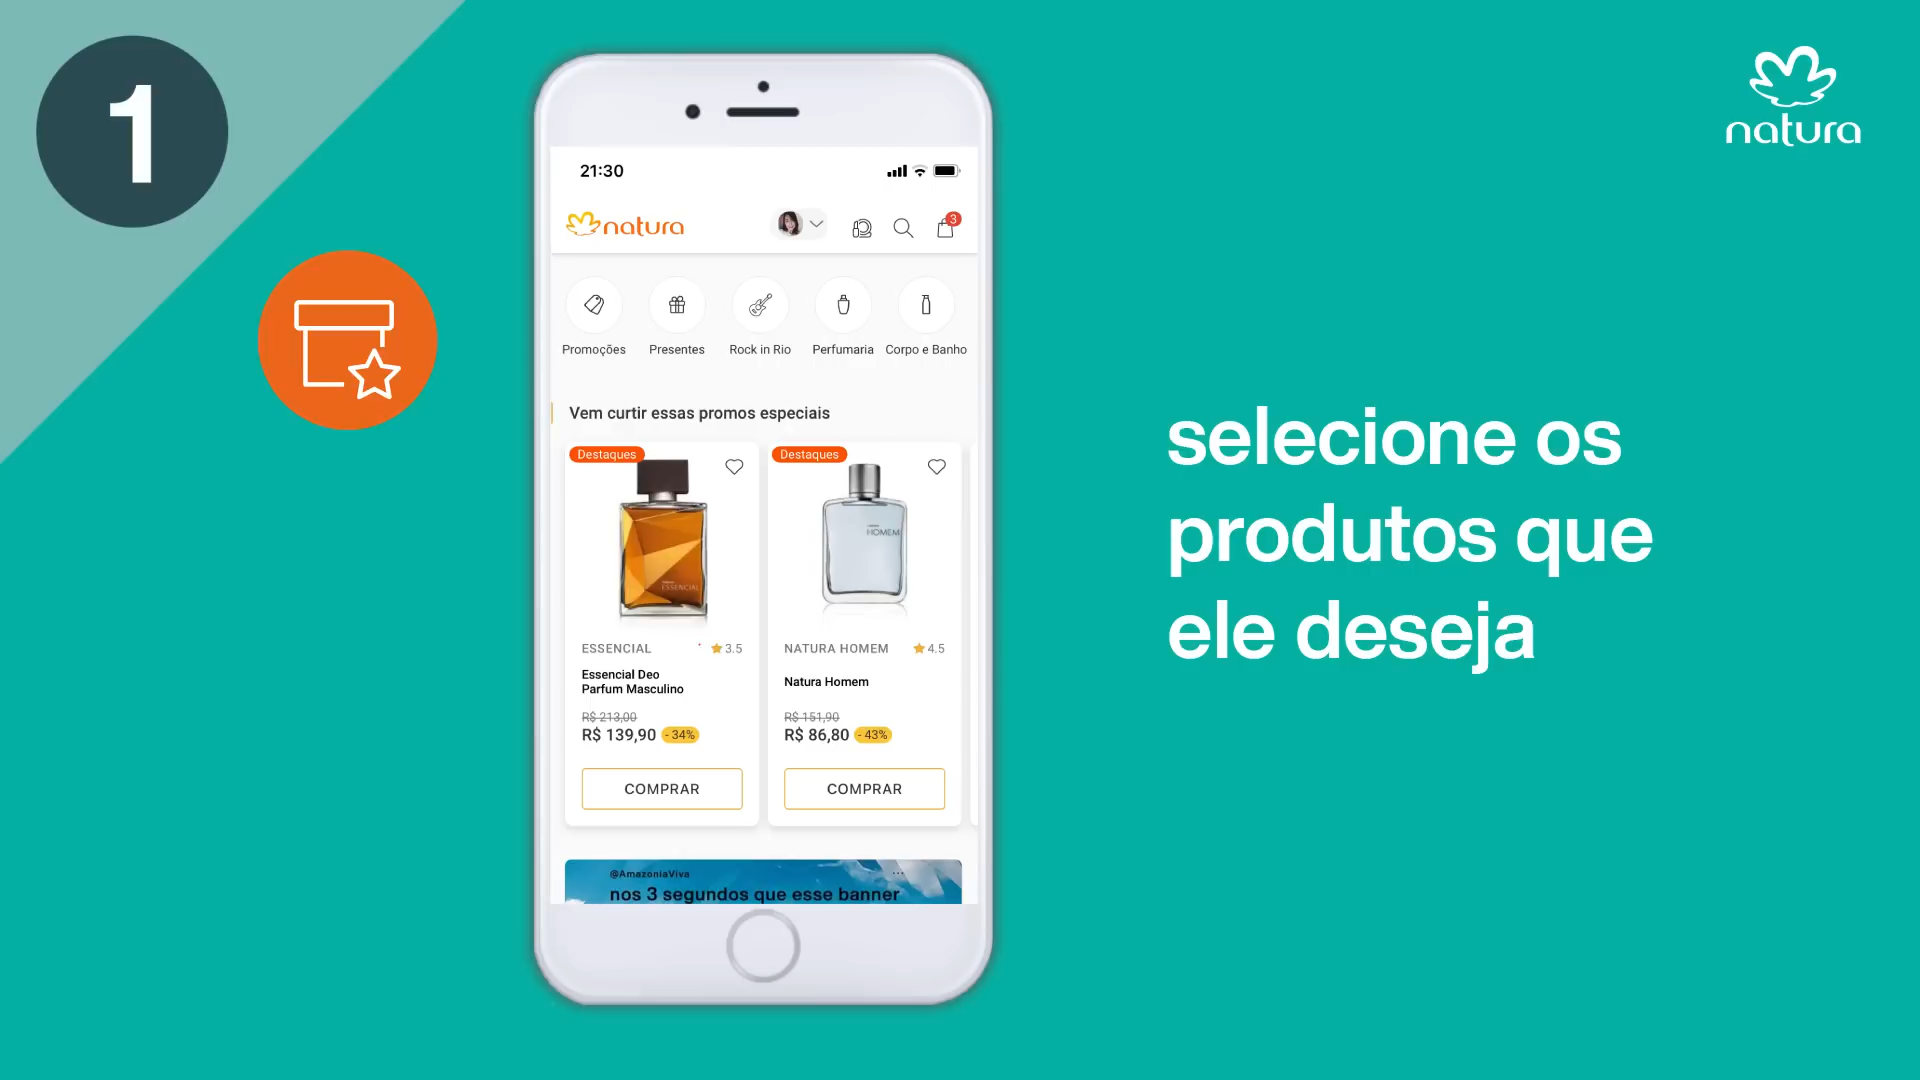 1
natura
21:30
natura
3
Promoções
Presentes
Rock in Rio
Perfumaria
Corpo e Banho
Vem curtir essas promos especiais
Destaques
Destaques
ESSENCIAL
HOMEM
ESSENCIAL
3.5
NATURA HOMEM
4.5
Essencial Deo
Parfum Masculino
Natura Homem
R$ 213,00
R$ 139,90
- 34%
R$ 151,90
R$ 86,80
- 43%
COMPRAR
COMPRAR
@AmazoniaViva
nos 3 segundos que esse banner
selecione os
produtos que
ele deseja